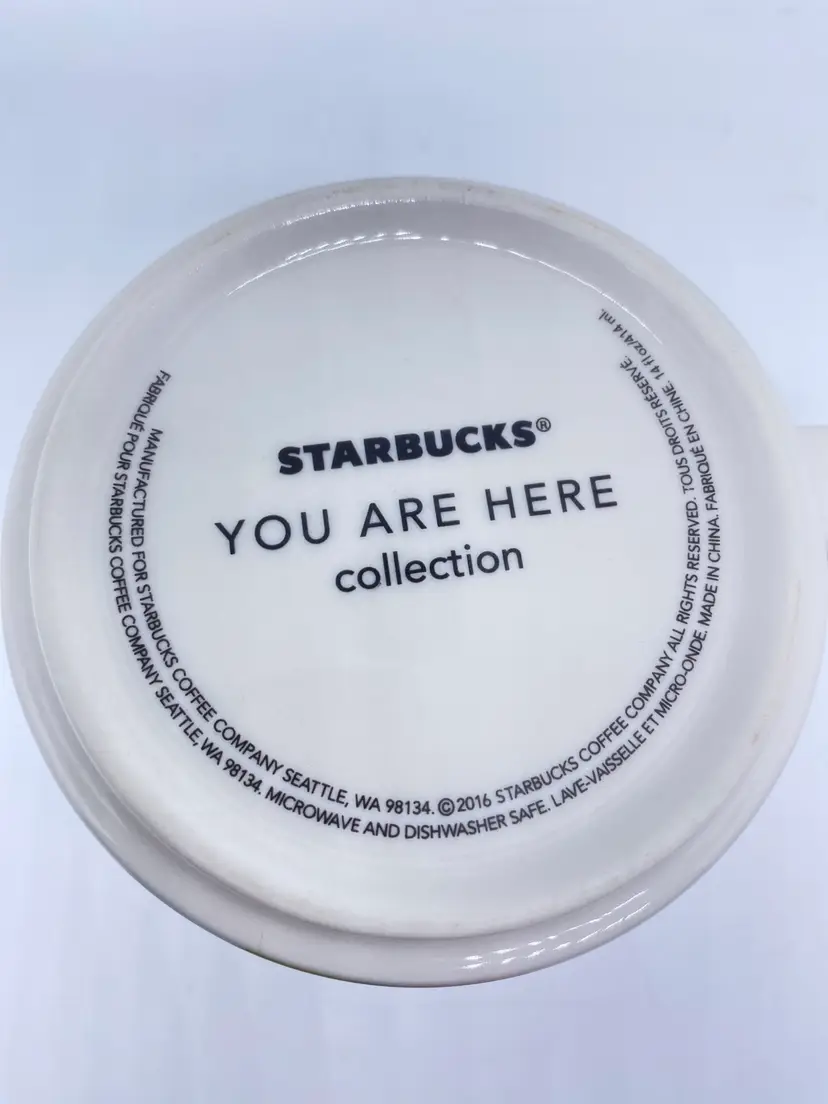 STARBUCKS®
YOU ARE HERE
collection
MANUFACTURED FOR STARBUCKS COFFEE COMPANY SEATTLE, WA 98134. ©2016 STARBUCKS COFFEE COMPANY ALL RIGHTS RESERVED. TOUS DROITS RÉSERVÉ.
FABRIQUÉ POUR STARBUCKS COFFEE COMPANY SEATTLE, WA 98134. MICROWAVE AND DISHWASHER SAFE. LAVE-VAISSELLE ET MICRO-ONDE. MADE IN CHINA. FABRIQUÉ EN CHINE. 14 fl oz/414 ml.